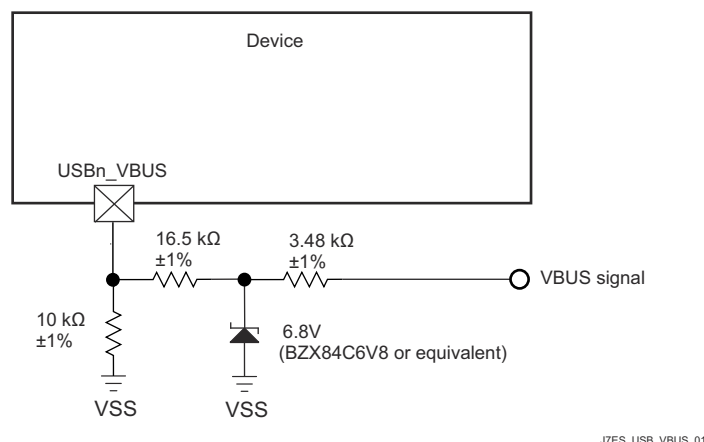 Device
USBn_VBUS
16.5 kΩ
±1%
3.48 kΩ
±1%
VBUS signal
10 kΩ
±1%
6.8V
(BZX84C6V8 or equivalent)
VSS
VSS
J7ES_USB_VBUS_01